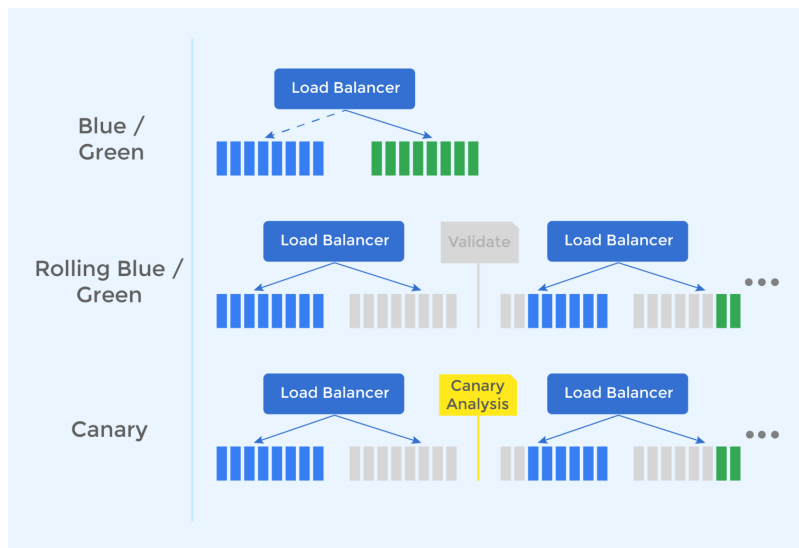 Load Balancer
Blue /
Green
Load Balancer
Validate
Load Balancer
Rolling Blue /
Green
Load Balancer
Canary
Analysis
Load Balancer
Canary